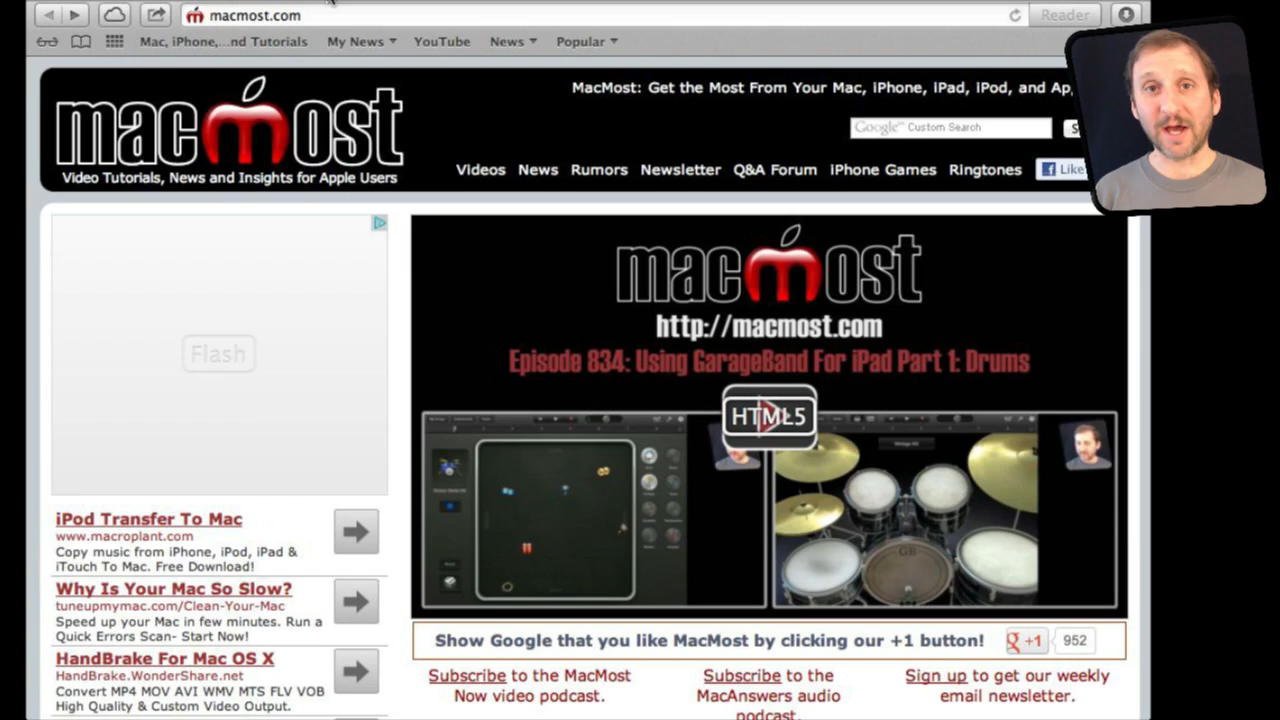 macmost.com
Reader
Mac, iPhone,...nd Tutorials
My News
YouTube
News
Popular
MacMost: Get the Most From Your Mac, iPhone, iPad, iPod, and
macmost
Video Tutorials, News and Insights for Apple Users
Google™ Custom Search
Videos
News
Rumors
Newsletter
Q&A Forum
iPhone Games
Ringtones
Like
Flash
macmost
http://macmost.com
Episode 834: Using GarageBand For iPad Part 1: Drums
HTML5
GB
iPod Transfer To Mac
www.macroplant.com
Copy music from iPhone, iPod, iPad &
iTouch To Mac. Free Download!
Why Is Your Mac So Slow?
tuneupmymac.com/Clean-Your-Mac
Speed up your Mac in few minutes. Run a
Quick Errors Scan- Start Now!
HandBrake For Mac OS X
HandBrake.WonderShare.net
Convert MP4 MOV AVI WMV MTS FLV VOB
High Quality & Custom Video Output.
Show Google that you like MacMost by clicking our +1 button!
g +1
952
Subscribe to the MacMost
Now video podcast.
Subscribe to the
MacAnswers audio
podcast.
Sign up to get our weekly
email newsletter.